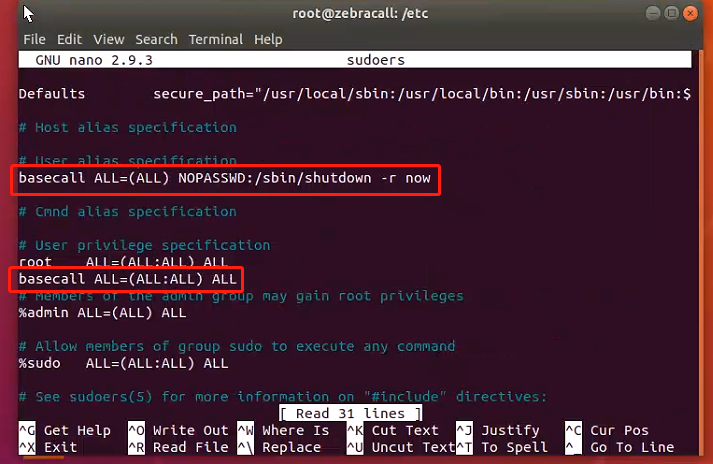 root@zebracall: /etc
File Edit View Search Terminal Help
GNU nano 2.9.3 sudoers
Defaults secure_path="/usr/local/sbin:/usr/local/bin:/usr/sbin:/usr/bin:$
# Host alias specification
# User alias specification
basecall ALL=(ALL) NOPASSWD:/sbin/shutdown -r now
# Cmnd alias specification
# User privilege specification
root ALL=(ALL:ALL) ALL
basecall ALL=(ALL:ALL) ALL
# Members of the admin group may gain root privileges
%admin ALL=(ALL) ALL
# Allow members of group sudo to execute any command
%sudo ALL=(ALL:ALL) ALL
# See sudoers(5) for more information on "#include" directives:
[ Read 31 lines ]
^G Get Help ^O Write Out ^W Where Is ^K Cut Text ^J Justify ^C Cur Pos
^X Exit ^R Read File ^\ Replace ^U Uncut Text ^T To Spell ^_ Go To Line